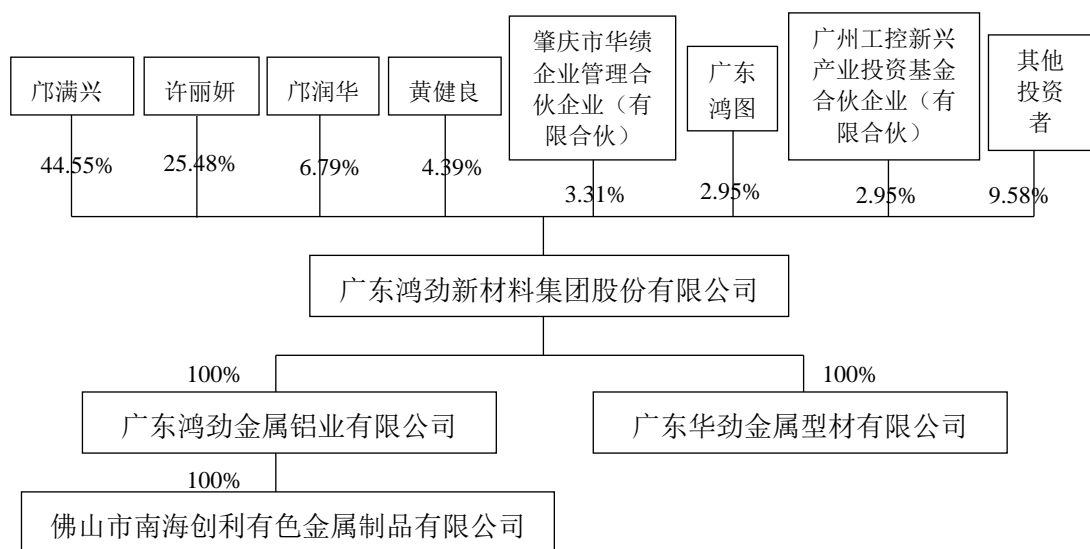 邝满兴
许丽妍
邝润华
黄健良
肇庆市华绩
企业管理合
伙企业（有
限合伙）
广东
鸿图
广州工控新兴
产业投资基金
合伙企业（有
限合伙）
其他
投资
者
44.55%
25.48%
6.79%
4.39%
3.31%
2.95%
2.95%
9.58%
广东鸿劲新材料集团股份有限公司
100%
100%
广东鸿劲金属铝业有限公司
广东华劲金属型材有限公司
100%
佛山市南海创利有色金属制品有限公司